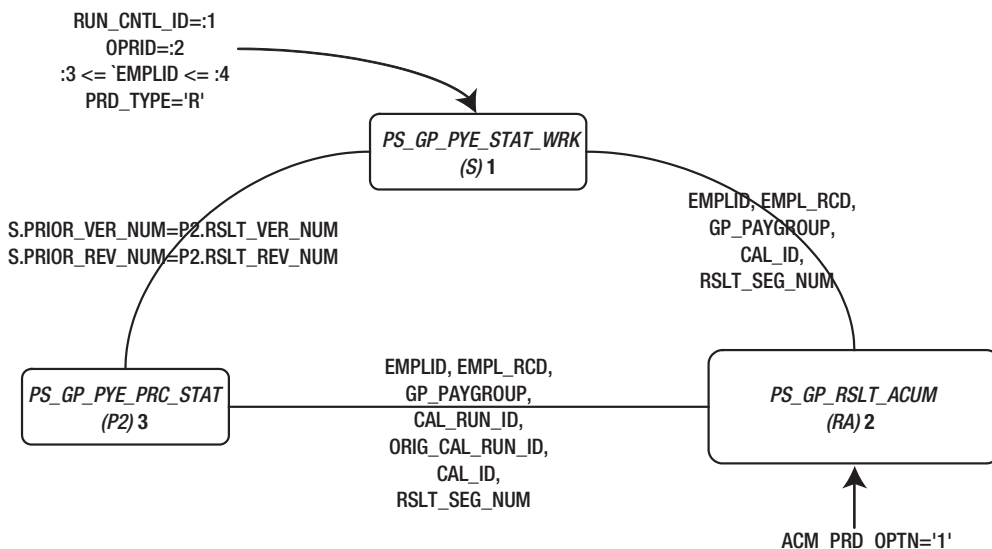 RUN_CNTL_ID=:1
OPRID=:2
:3 <= `EMPLID <= :4
PRD_TYPE='R'
PS_GP_PYE_STAT_WRK
(S) 1
S.PRIOR_VER_NUM=P2.RSLT_VER_NUM
S.PRIOR_REV_NUM=P2.RSLT_REV_NUM
EMPLID, EMPL_RCD,
GP_PAYGROUP,
CAL_ID,
RSLT_SEG_NUM
PS_GP_PYE_PRC_STAT
(P2) 3
EMPLID, EMPL_RCD,
GP_PAYGROUP,
CAL_RUN_ID,
ORIG_CAL_RUN_ID,
CAL_ID,
RSLT_SEG_NUM
PS_GP_RSLT_ACUM
(RA) 2
ACM_PRD_OPTN='1'